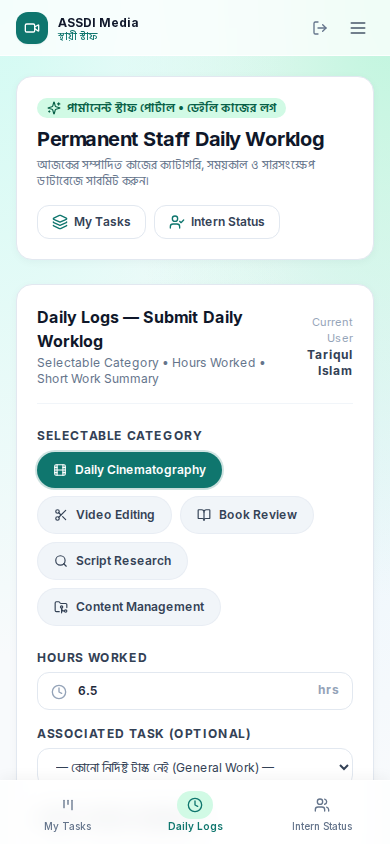 ASSDI Media
স্থায়ী স্টাফ
পার্মানেন্ট স্টাফ পোর্টাল • ডেইলি কাজের লগ
Permanent Staff Daily Worklog
আজকের সম্পাদিত কাজের ক্যাটাগরি, সময়কাল ও সারসংক্ষেপ
ডাটাবেজে সাবমিট করুন।
My Tasks
Intern Status
Daily Logs — Submit Daily
Worklog
Selectable Category • Hours Worked •
Short Work Summary
Current
User
Tariqul
Islam
SELECTABLE CATEGORY
Daily Cinematography
Video Editing
Book Review
Script Research
Content Management
HOURS WORKED
6.5
hrs
ASSOCIATED TASK (OPTIONAL)
— কোনো নির্দিষ্ট টাস্ক নেই (General Work) —
My Tasks
Daily Logs
Intern Status